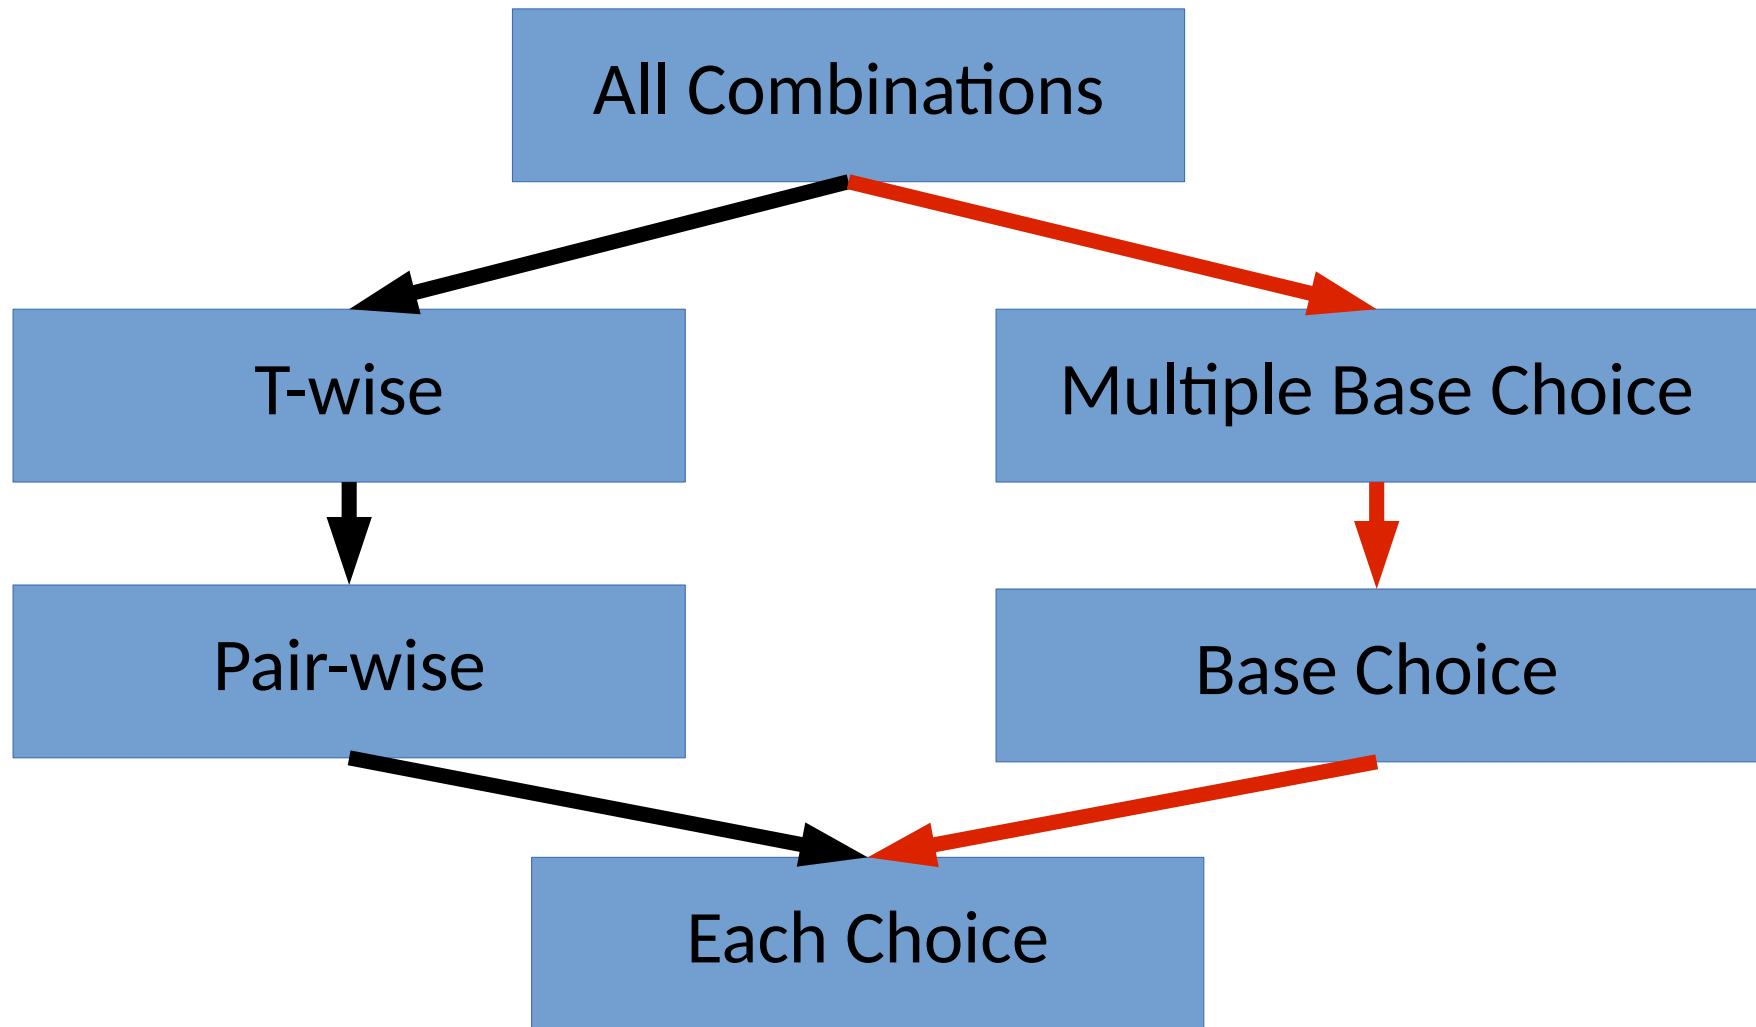 All Combinations
T-wise
Multiple Base Choice
Pair-wise
Base Choice
Each Choice